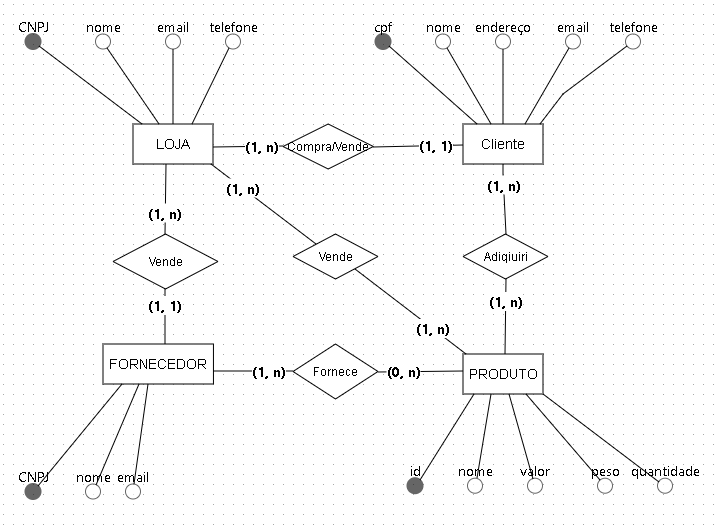 CNPJ nome email telefone
cpf nome endereço email telefone
LOJA (1, n) Compra/Vende (1, 1) Cliente
(1, n) (1, n) (1, n)
Vende Vende Adiqiuiri
(1, 1) (1, n) (1, n)
FORNECEDOR (1, n) Fornece (0, n) PRODUTO
CNPJ nome email
id nome valor peso quantidade